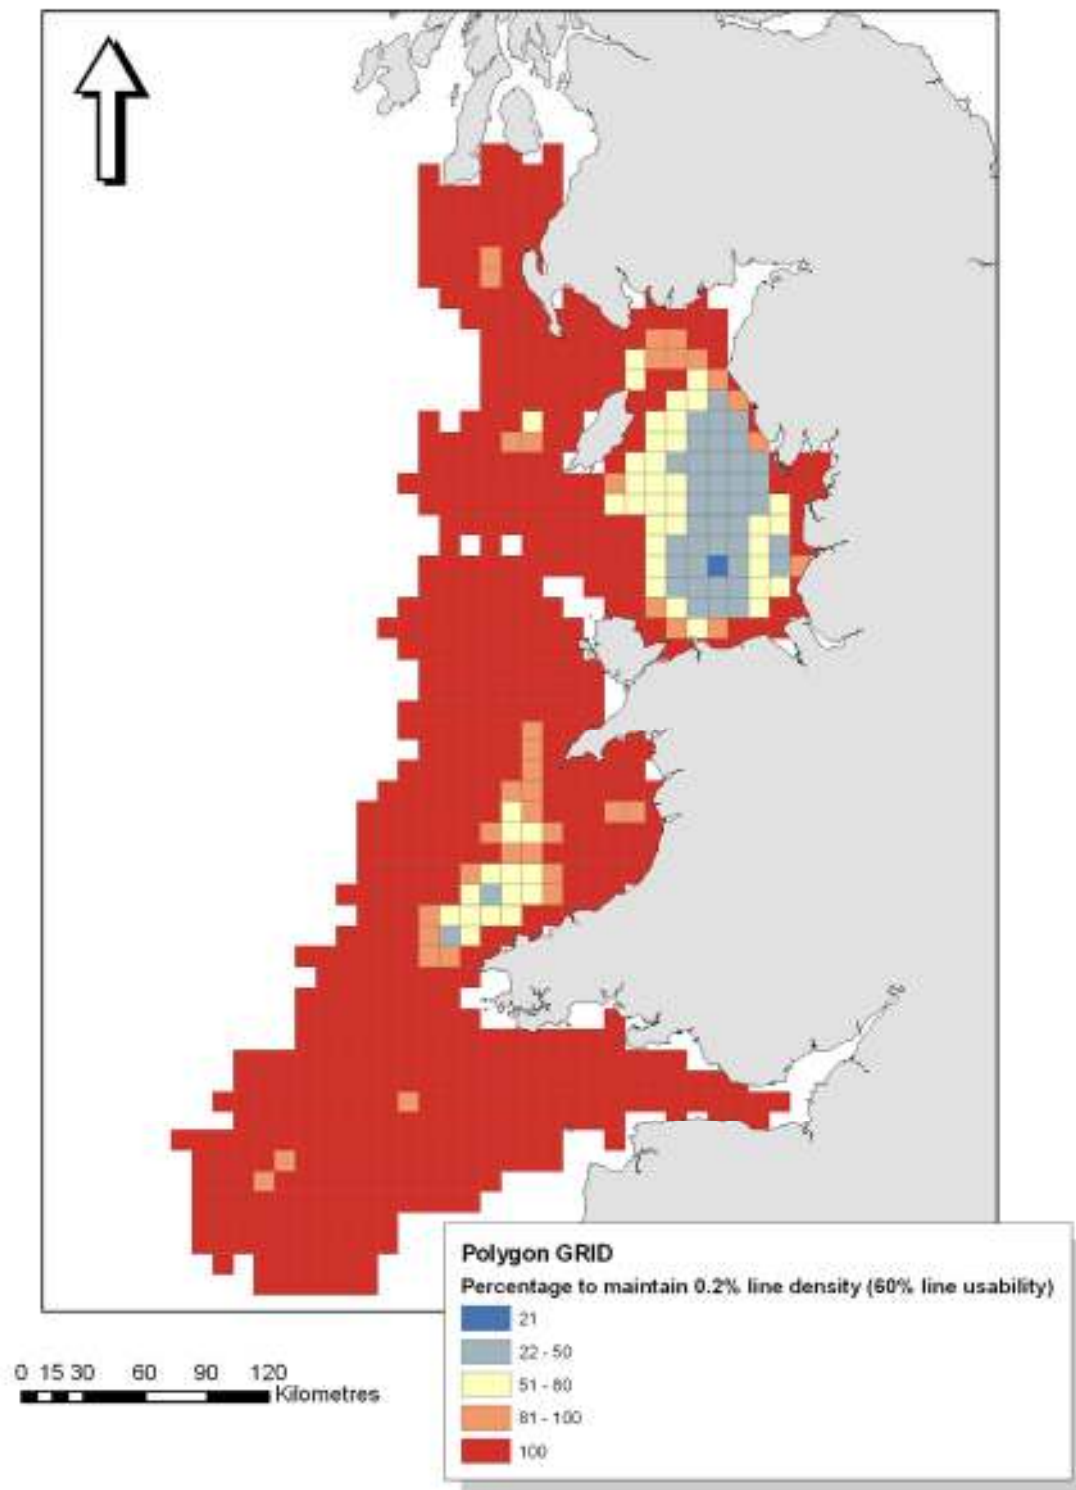 Polygon GRID
Percentage to maintain 0.2% line density (60% line usability)
21
22 - 50
51 - 80
81 - 100
100
0 15 30 60 90 120
Kilometres